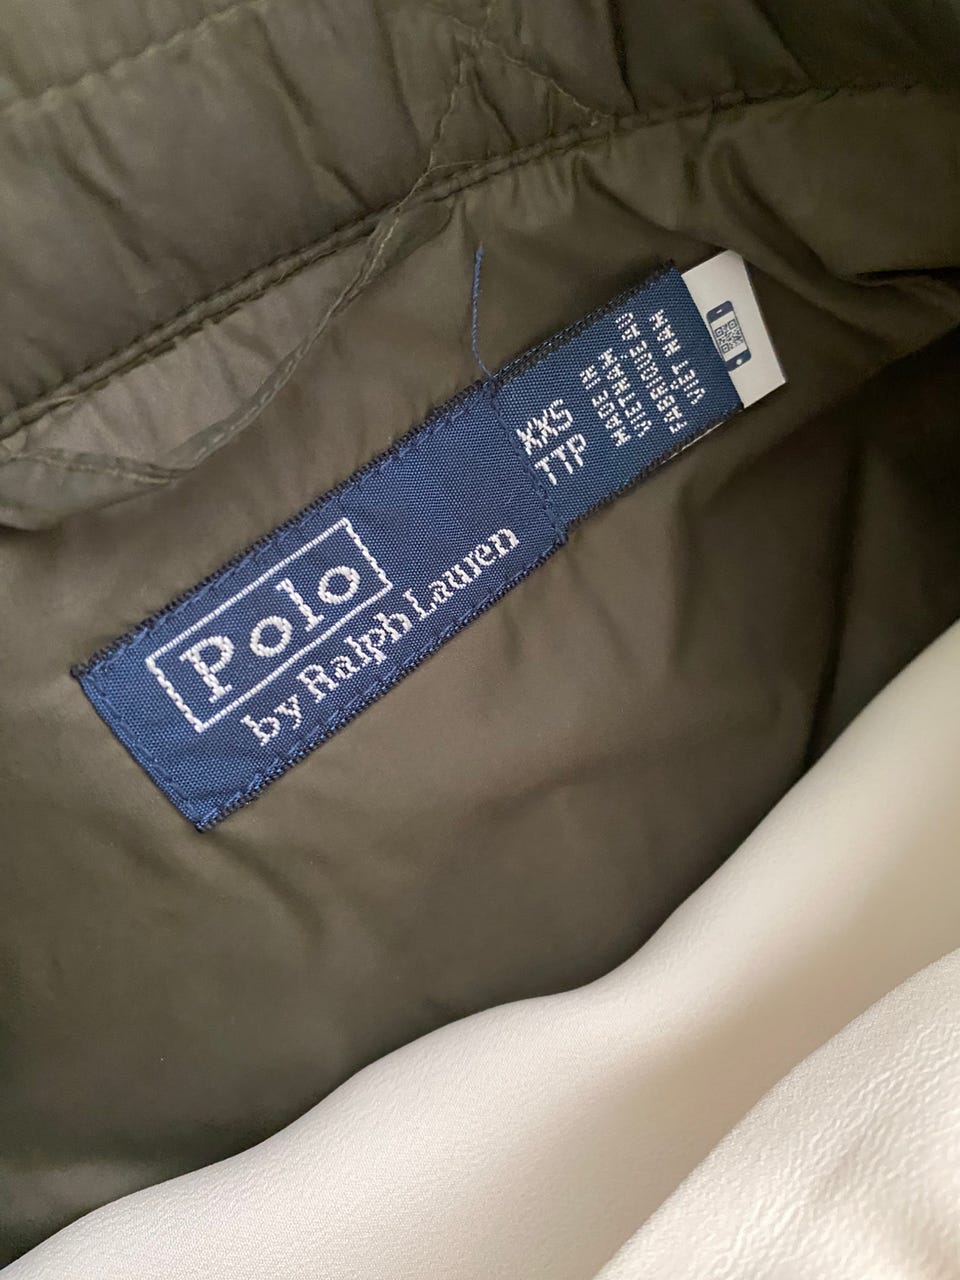 Polo
by Ralph Lauren
XXS
TTP
MADE IN
VIETNAM
FABRIQUÉ AU
VIET NAM